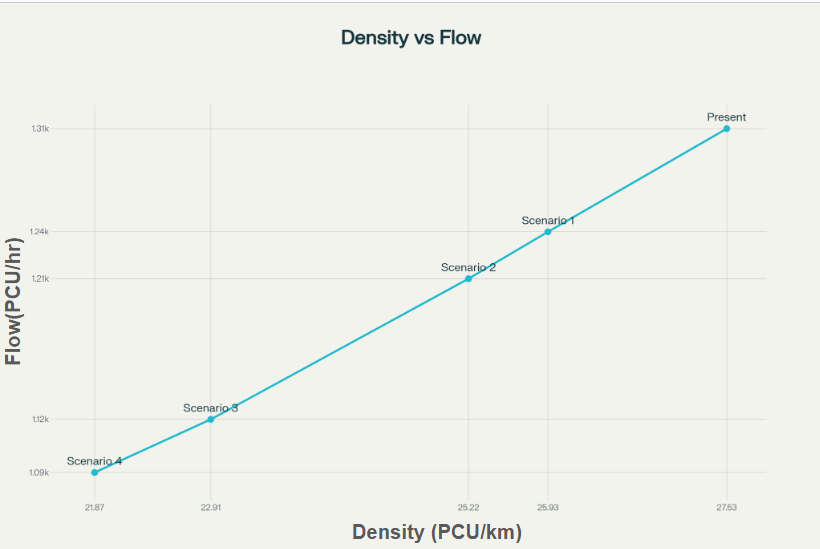 Density vs Flow
Present
1.31k
Scenario 1
1.24k
Scenario 2
1.21k
Flow(PCU/hr)
Scenario 3
1.12k
Scenario 4
1.09k
21.87 22.91 25.22 25.93 27.53
Density (PCU/km)